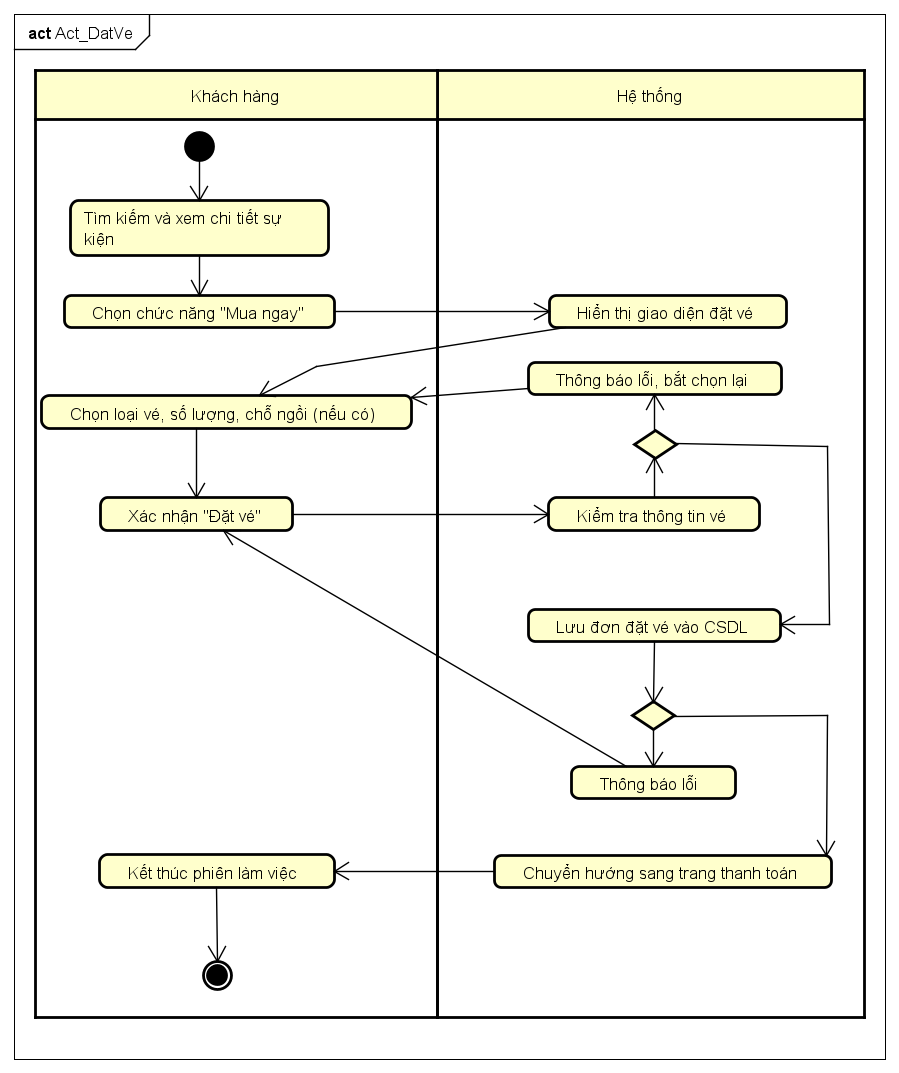 act Act_DatVe
Khách hàng
Hệ thống
Tìm kiếm và xem chi tiết sự
kiện
Chọn chức năng "Mua ngay"
Hiển thị giao diện đặt vé
Thông báo lỗi, bắt chọn lại
Chọn loại vé, số lượng, chỗ ngồi (nếu có)
Xác nhận "Đặt vé"
Kiểm tra thông tin vé
Lưu đơn đặt vé vào CSDL
Thông báo lỗi
Kết thúc phiên làm việc
Chuyển hướng sang trang thanh toán